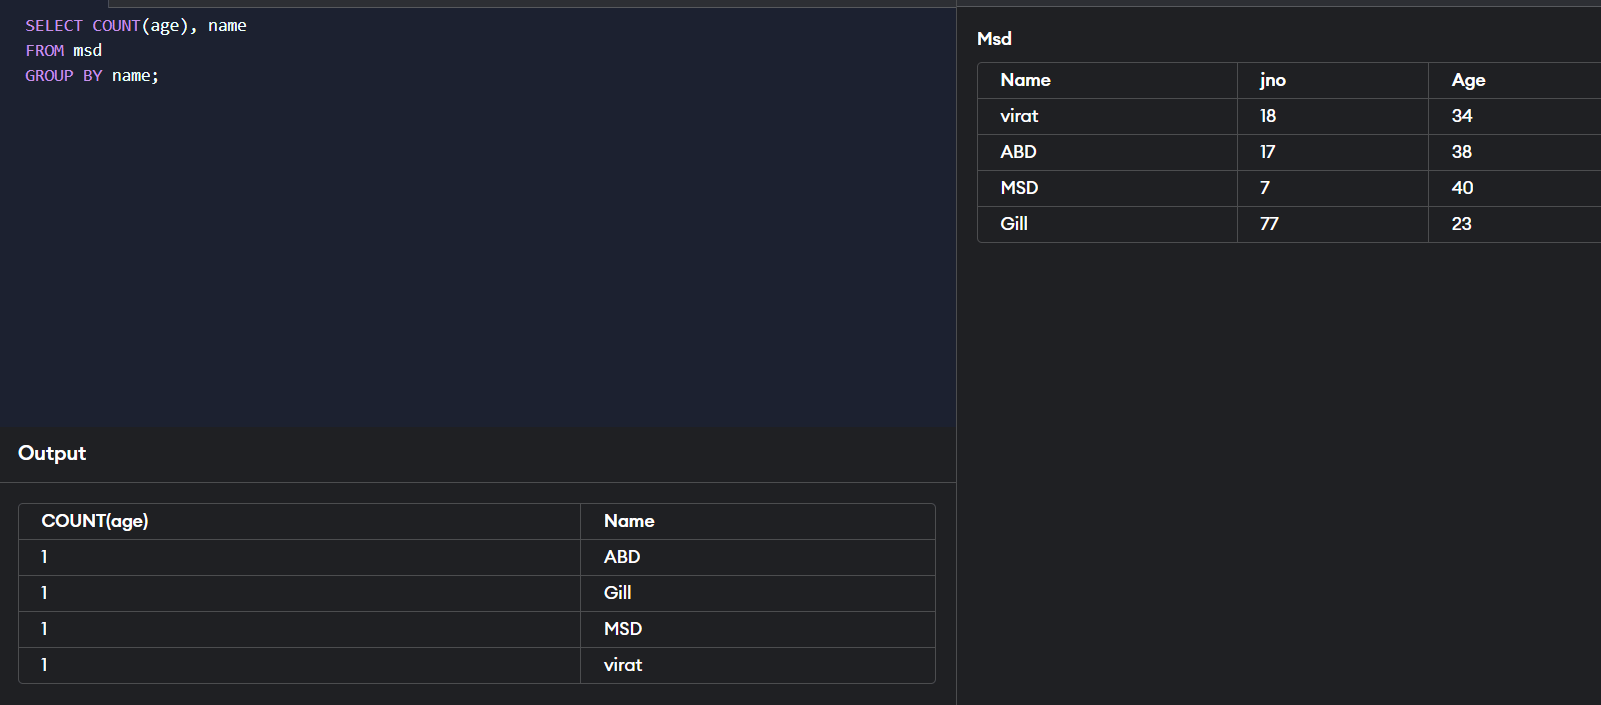 SELECT COUNT(age), name
FROM msd
GROUP BY name;
Output
COUNT(age) Name
1 ABD
1 Gill
1 MSD
1 virat
Msd
Name jno Age
virat 18 34
ABD 17 38
MSD 7 40
Gill 77 23